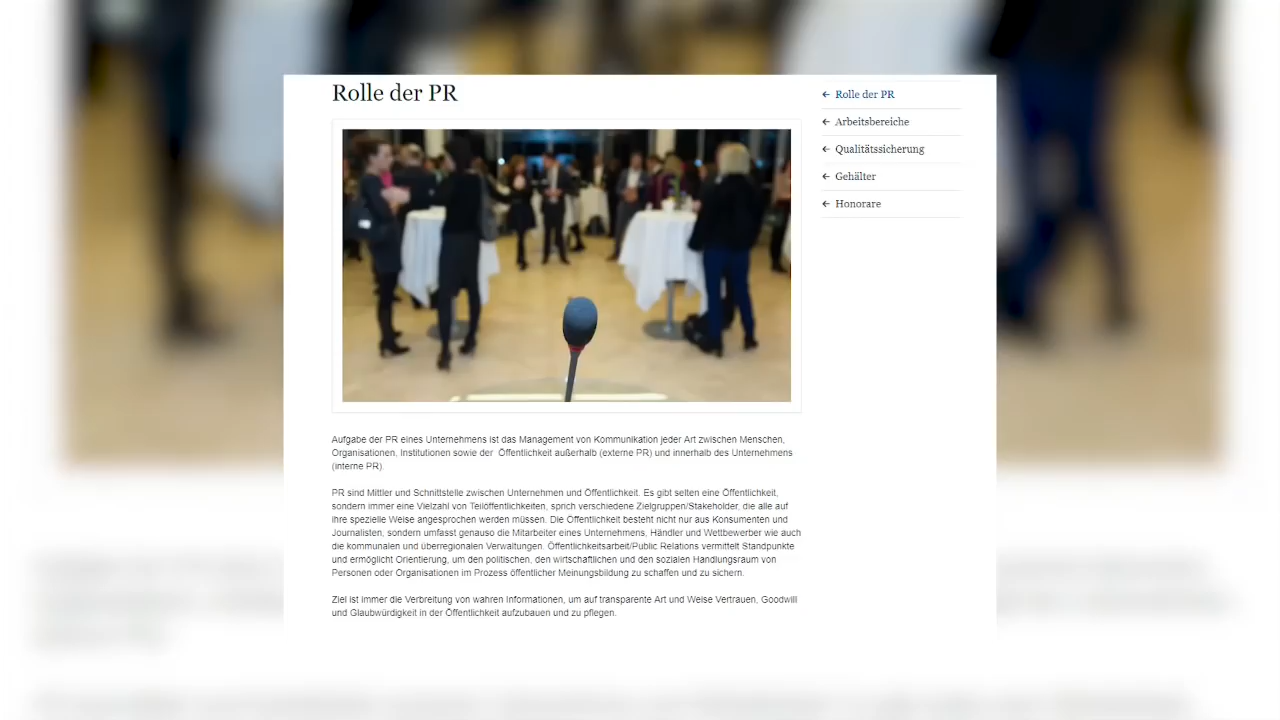 Rolle der PR
← Rolle der PR
← Arbeitsbereiche
← Qualitätssicherung
← Gehälter
← Honorare
Aufgabe der PR eines Unternehmens ist das Management von Kommunikation jeder Art zwischen Menschen,
Organisationen, Institutionen sowie der Öffentlichkeit außerhalb (externe PR) und innerhalb des Unternehmens
(interne PR).
PR sind Mittler und Schnittstelle zwischen Unternehmen und Öffentlichkeit. Es gibt selten eine Öffentlichkeit,
sondern immer eine Vielzahl von Teilöffentlichkeiten, sprich verschiedene Zielgruppen/Stakeholder, die alle auf
ihre spezielle Weise angesprochen werden müssen. Die Öffentlichkeit besteht nicht nur aus Konsumenten und
Journalisten, sondern umfasst genauso die Mitarbeiter eines Unternehmens, Händler und Wettbewerber wie auch
die kommunalen und überregionalen Verwaltungen. Öffentlichkeitsarbeit/Public Relations vermittelt Standpunkte
und ermöglicht Orientierung, um den politischen, den wirtschaftlichen und den sozialen Handlungsraum von
Personen oder Organisationen im Prozess öffentlicher Meinungsbildung zu schaffen und zu sichern.
Ziel ist immer die Verbreitung von wahren Informationen, um auf transparente Art und Weise Vertrauen, Goodwill
und Glaubwürdigkeit in der Öffentlichkeit aufzubauen und zu pflegen.